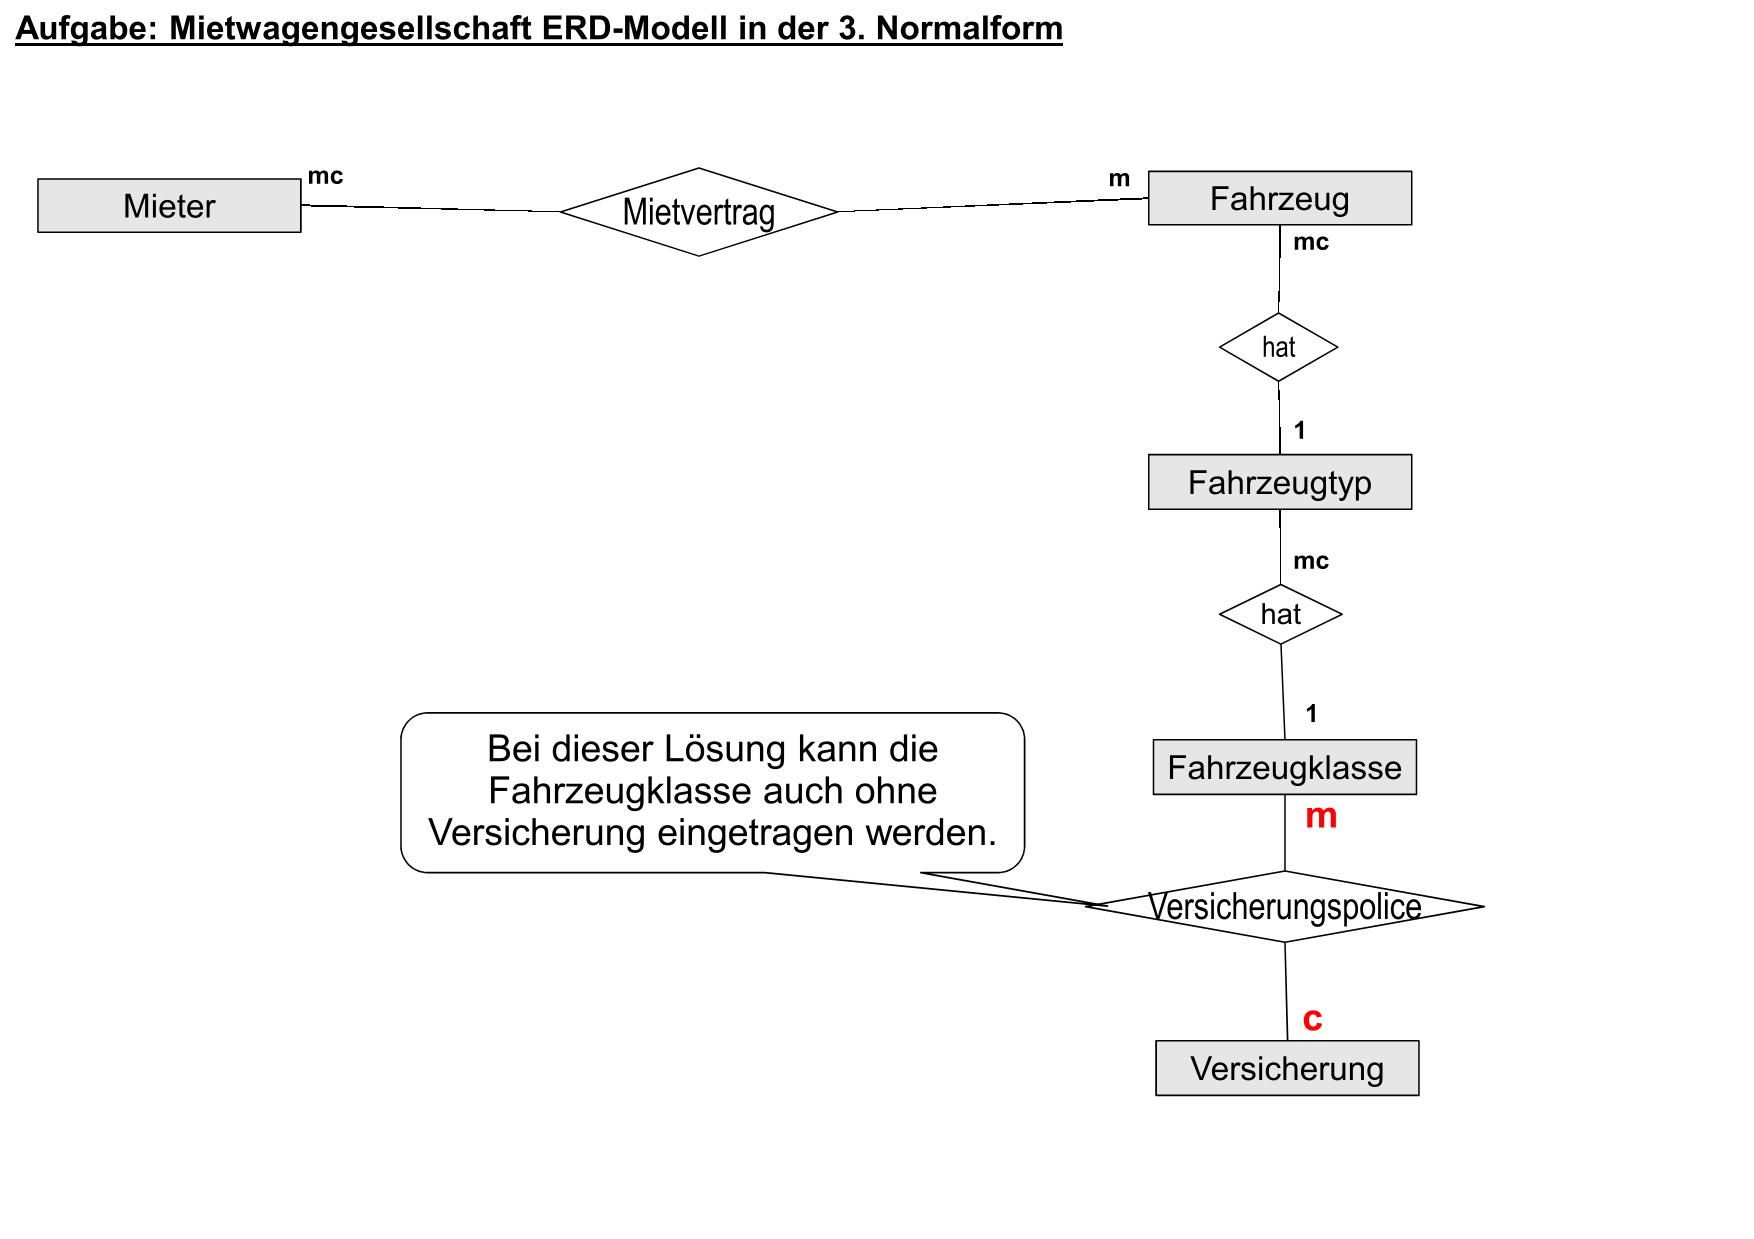 Aufgabe: Mietwagengesellschaft ERD-Modell in der 3. Normalform
Mieter
mc
Mietvertrag
m
Fahrzeug
mc
hat
1
Fahrzeugtyp
mc
hat
1
Fahrzeugklasse
m
Bei dieser Lösung kann die
Fahrzeugklasse auch ohne
Versicherung eingetragen werden.
Versicherungspolice
c
Versicherung